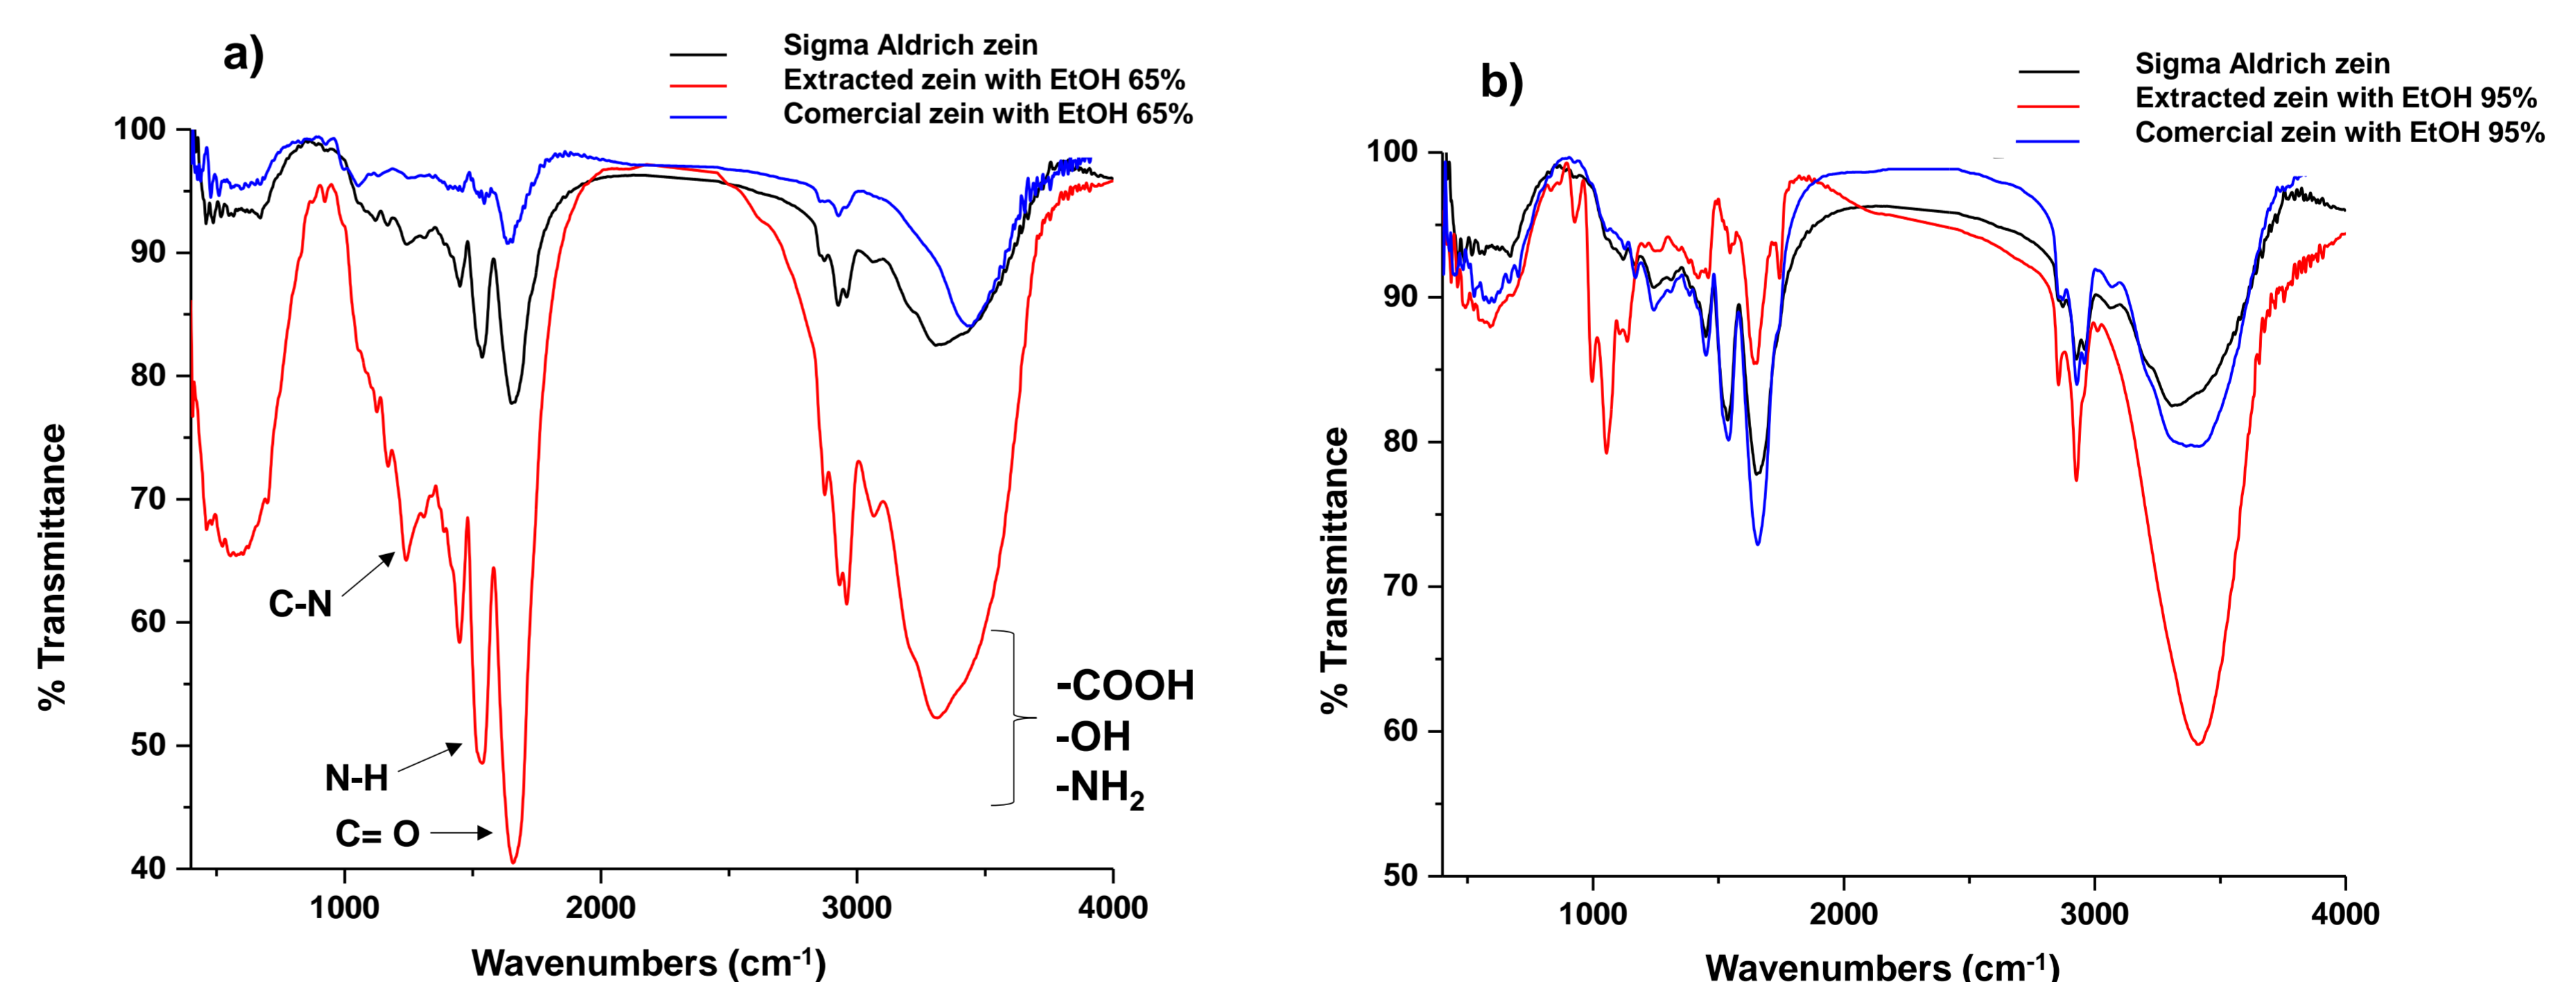 a)
Sigma Aldrich zein
Extracted zein with EtOH 65%
Comercial zein with EtOH 65%
100
90
80
70
60
50
40
% Transmittance
C-N
N-H
C= O
-COOH
-OH
-NH₂
1000 2000 3000 4000
Wavenumbers (cm⁻¹)
b)
Sigma Aldrich zein
Extracted zein with EtOH 95%
Comercial zein with EtOH 95%
100
90
80
70
60
50
% Transmittance
1000 2000 3000 4000
Wavenumbers (cm⁻¹)